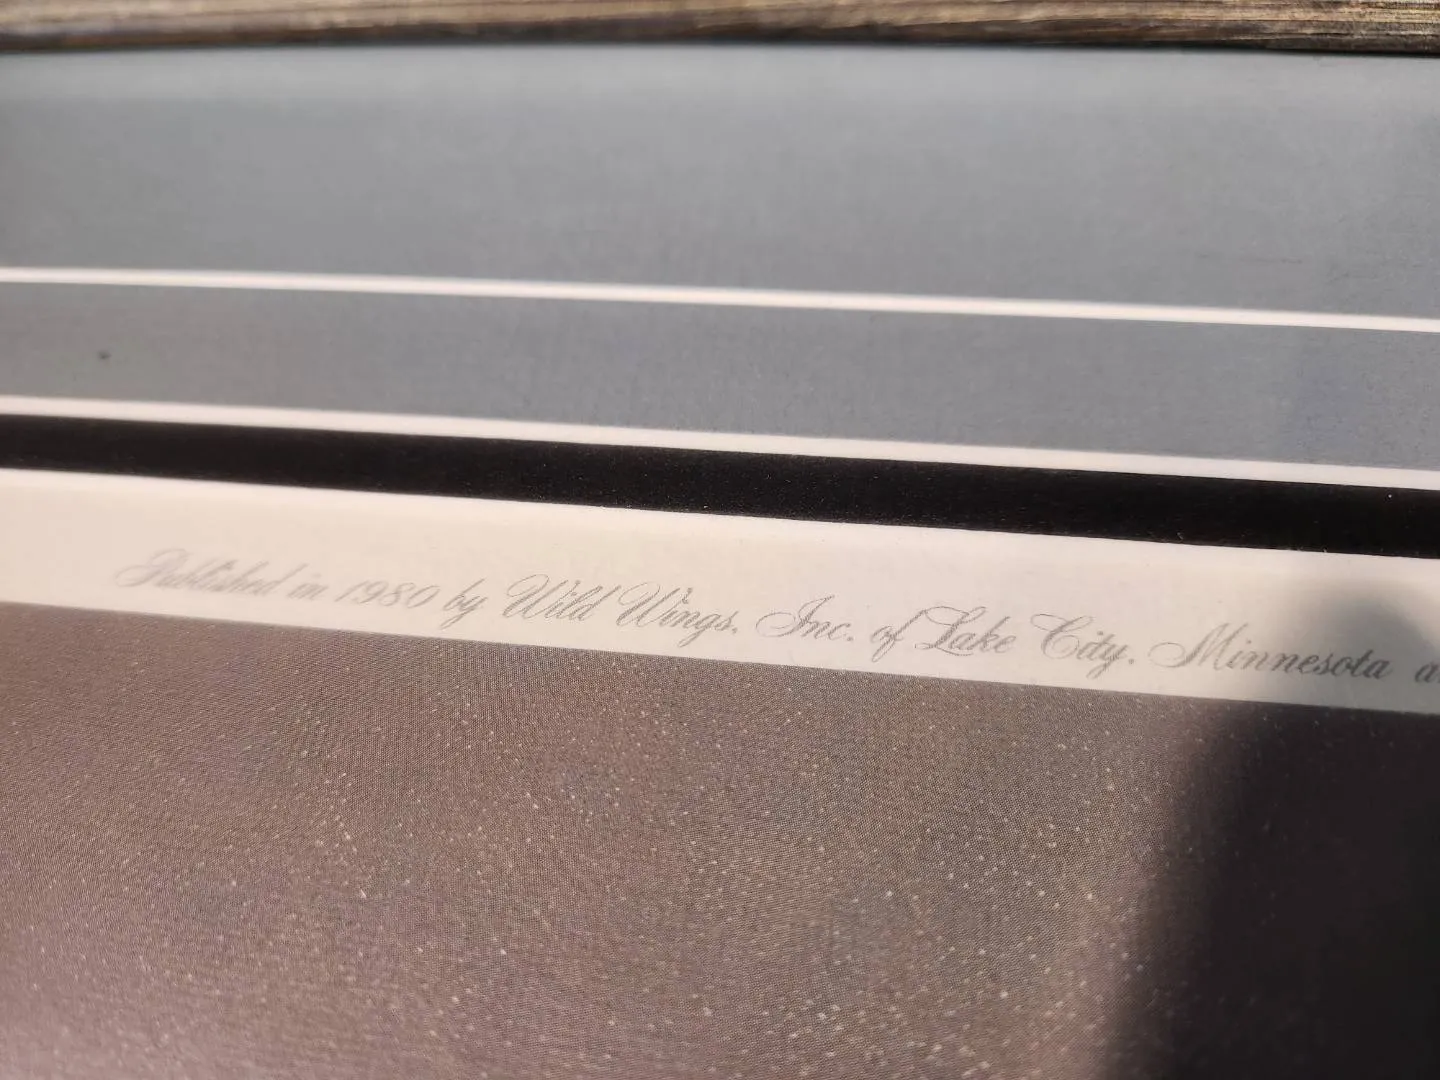 Published in 1980 by Wild Wings, Inc. of Lake City, Minnesota a